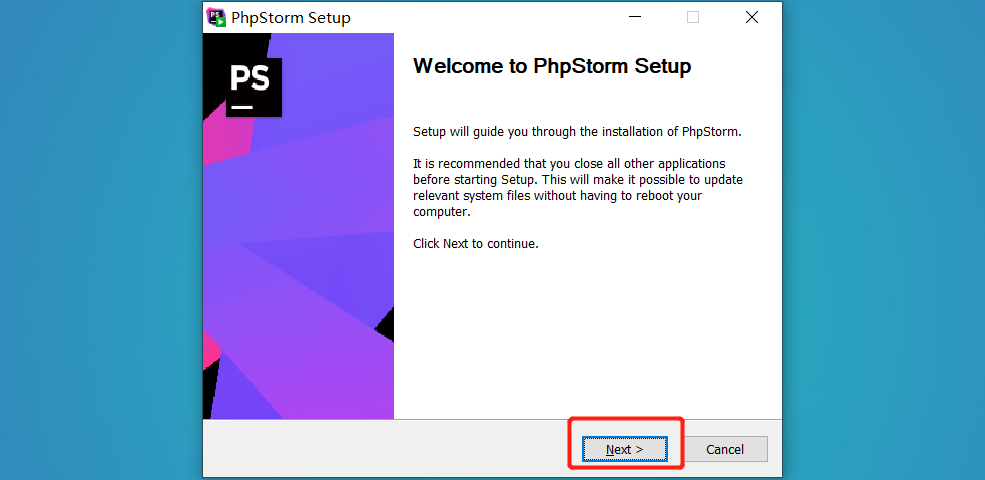 PhpStorm Setup
PS
Welcome to PhpStorm Setup
Setup will guide you through the installation of PhpStorm.
It is recommended that you close all other applications
before starting Setup. This will make it possible to update
relevant system files without having to reboot your
computer.
Click Next to continue.
Next >
Cancel